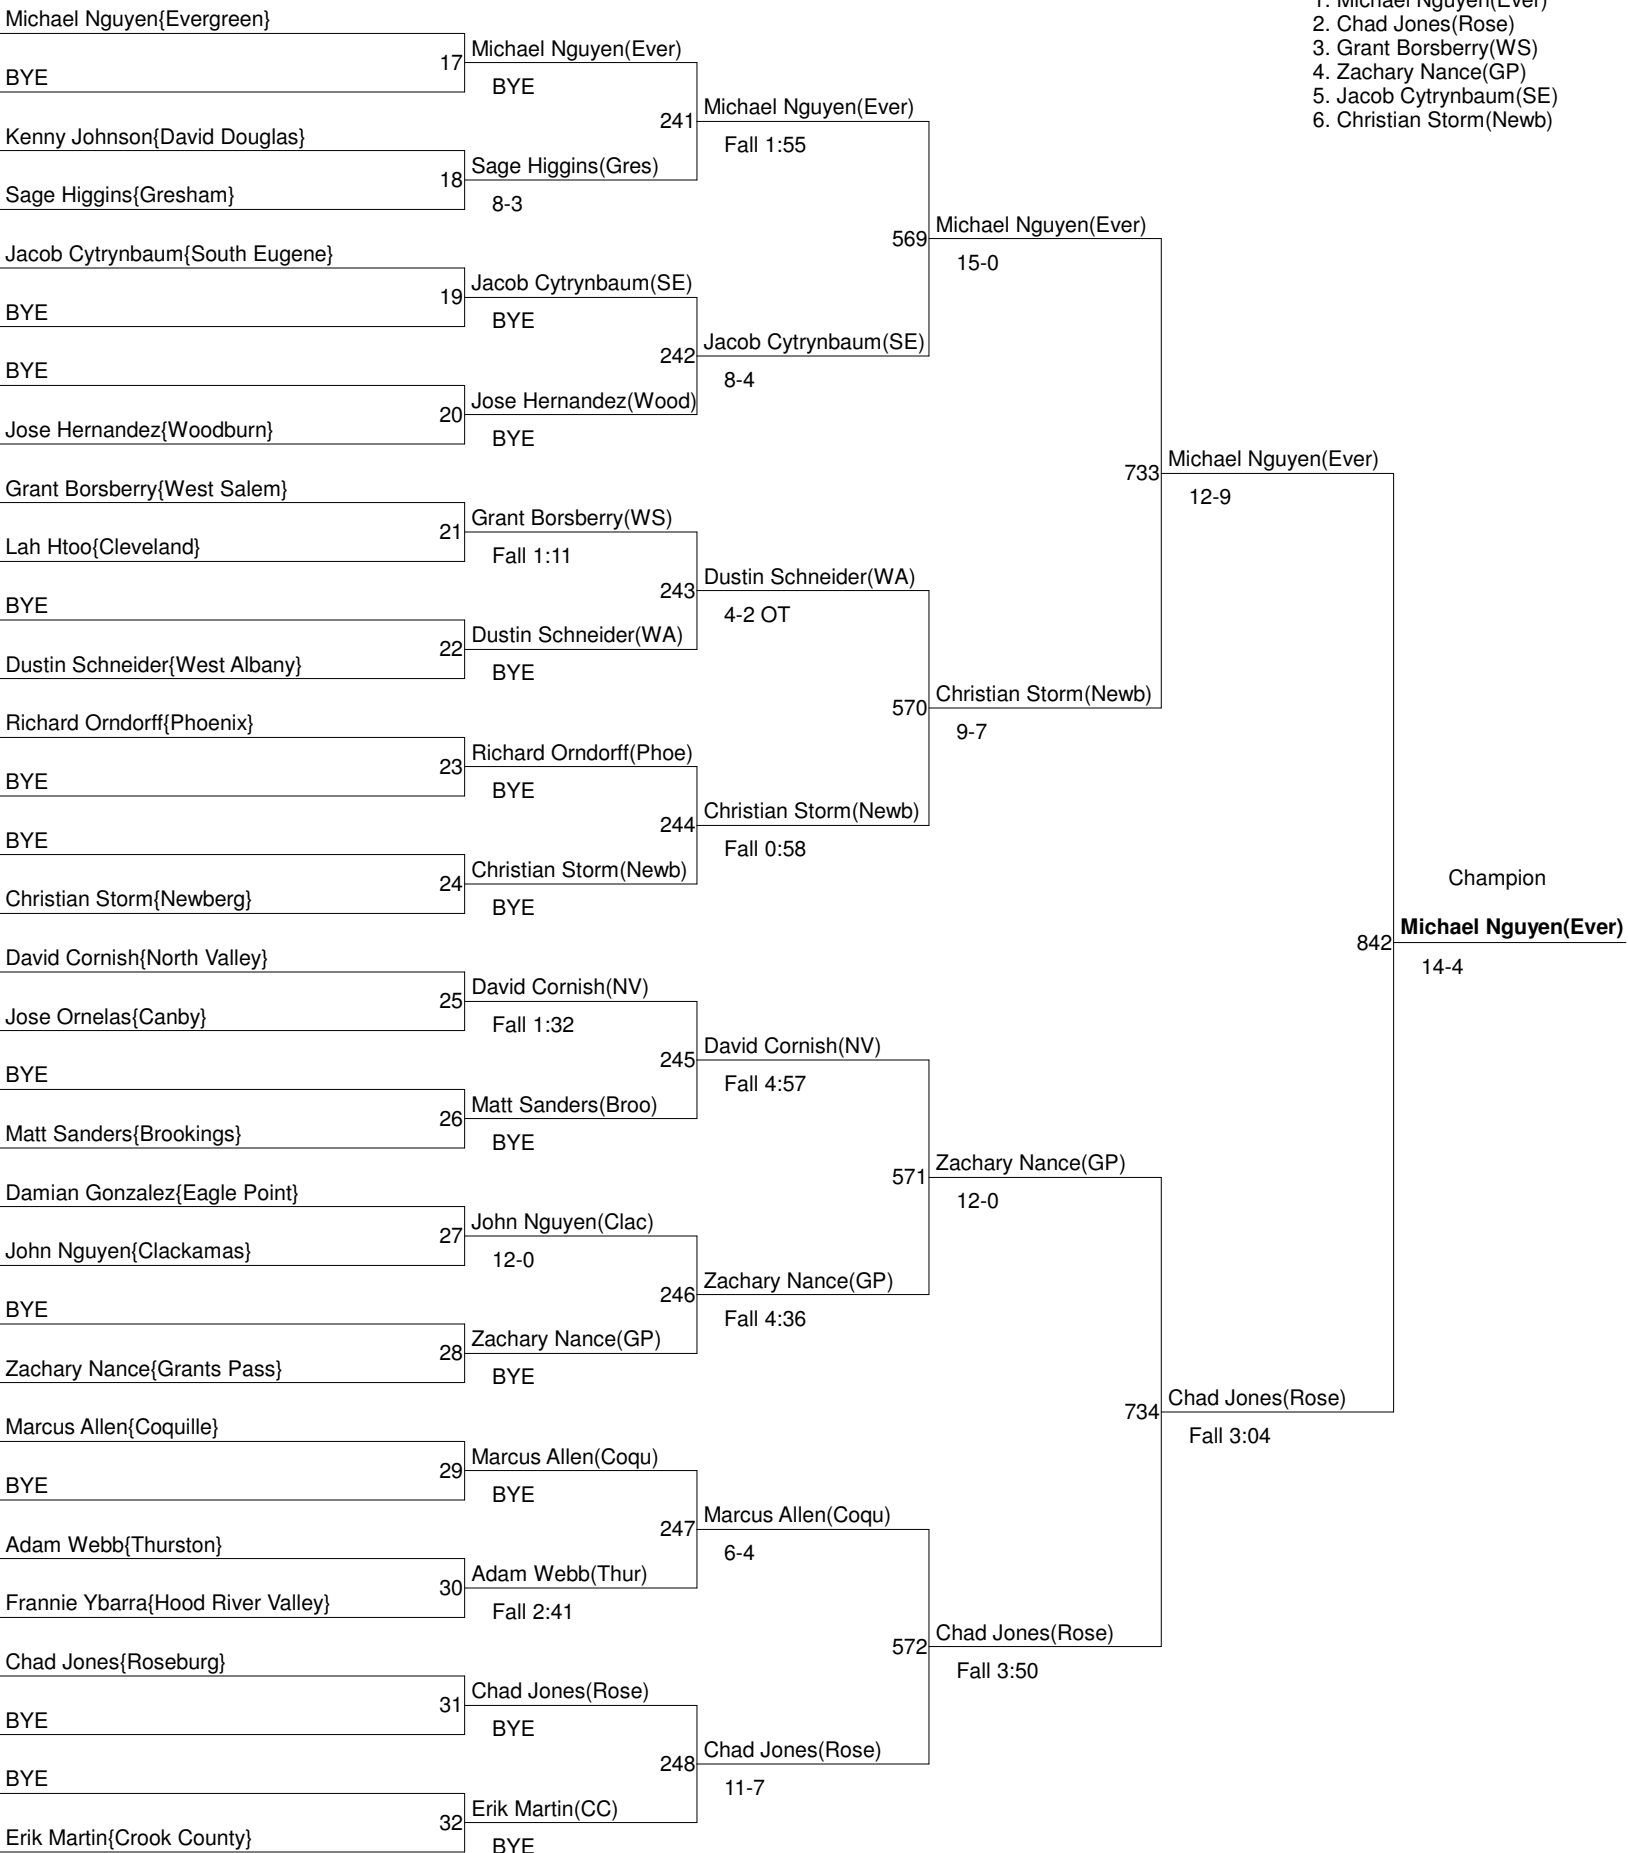 1. Michael Nguyen(Ever)
2. Chad Jones(Rose)
3. Grant Borsberry(WS)
4. Zachary Nance(GP)
5. Jacob Cytrynbaum(SE)
6. Christian Storm(Newb)
Michael Nguyen{Evergreen}
BYE
Kenny Johnson{David Douglas}
Sage Higgins{Gresham}
Jacob Cytrynbaum{South Eugene}
BYE
BYE
Jose Hernandez{Woodburn}
Grant Borsberry{West Salem}
Lah Htoo{Cleveland}
BYE
Dustin Schneider{West Albany}
Richard Orndorff{Phoenix}
BYE
BYE
Christian Storm{Newberg}
David Cornish{North Valley}
Jose Ornelas{Canby}
BYE
Matt Sanders{Brookings}
Damian Gonzalez{Eagle Point}
John Nguyen{Clackamas}
BYE
Zachary Nance{Grants Pass}
Marcus Allen{Coquille}
BYE
Adam Webb{Thurston}
Frannie Ybarra{Hood River Valley}
Chad Jones{Roseburg}
BYE
BYE
Erik Martin{Crook County}
17 Michael Nguyen(Ever)
BYE
18 Sage Higgins(Gres)
8-3
19 Jacob Cytrynbaum(SE)
BYE
20 Jose Hernandez(Wood)
BYE
21 Grant Borsberry(WS)
Fall 1:11
22 Dustin Schneider(WA)
BYE
23 Richard Orndorff(Phoe)
BYE
24 Christian Storm(Newb)
BYE
25 David Cornish(NV)
Fall 1:32
26 Matt Sanders(Broo)
BYE
27 John Nguyen(Clac)
12-0
28 Zachary Nance(GP)
BYE
29 Marcus Allen(Coqu)
BYE
30 Adam Webb(Thur)
Fall 2:41
31 Chad Jones(Rose)
BYE
32 Erik Martin(CC)
BYE
241 Michael Nguyen(Ever)
Fall 1:55
242 Jacob Cytrynbaum(SE)
8-4
243 Dustin Schneider(WA)
4-2 OT
244 Christian Storm(Newb)
Fall 0:58
245 David Cornish(NV)
Fall 4:57
246 Zachary Nance(GP)
Fall 4:36
247 Marcus Allen(Coqu)
6-4
248 Chad Jones(Rose)
11-7
569 Michael Nguyen(Ever)
15-0
570 Christian Storm(Newb)
9-7
571 Zachary Nance(GP)
12-0
572 Chad Jones(Rose)
Fall 3:50
733 Michael Nguyen(Ever)
12-9
734 Chad Jones(Rose)
Fall 3:04
Champion
842 Michael Nguyen(Ever)
14-4